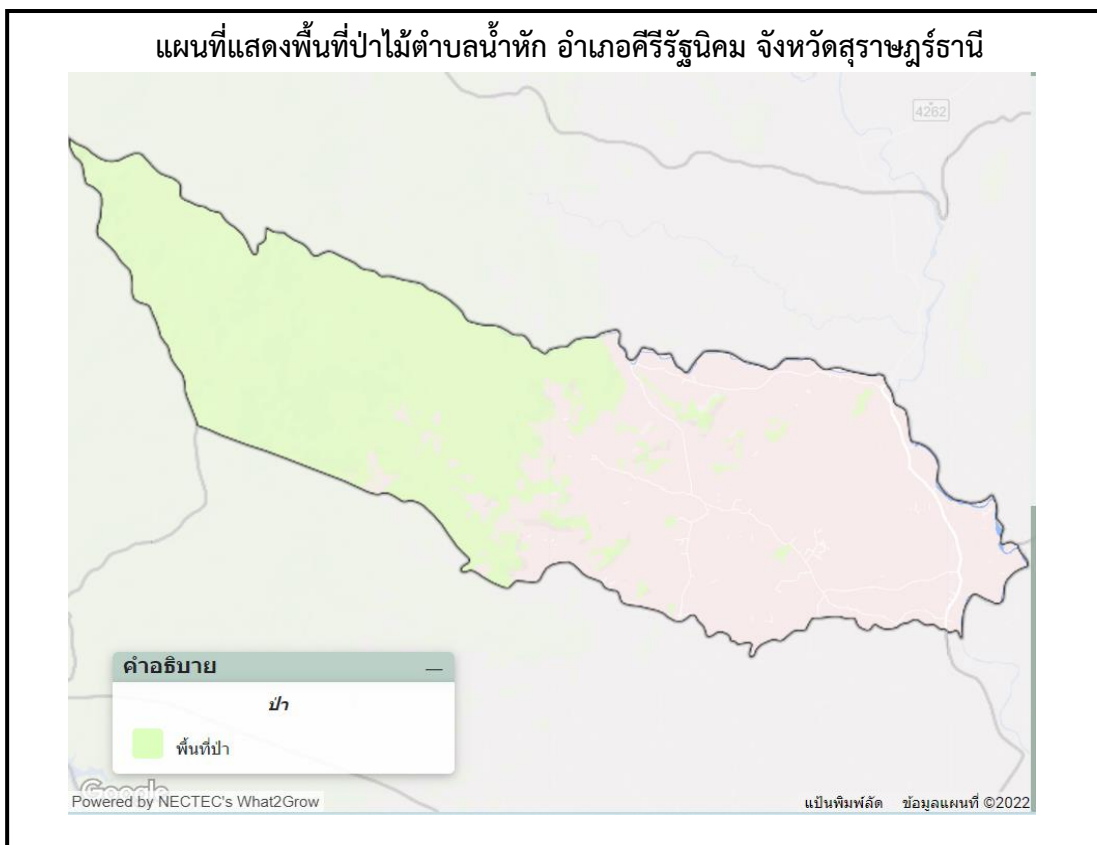 แผนที่แสดงพื้นที่ป่าไม้ตำบลน้ำหัก อำเภอคีรีรัฐนิคม จังหวัดสุราษฎร์ธานี
4262
คำอธิบาย
ป่า
พื้นที่ป่า
Google
Powered by NECTEC's What2Grow
แป้นพิมพ์ลัด ข้อมูลแผนที่ ©2022